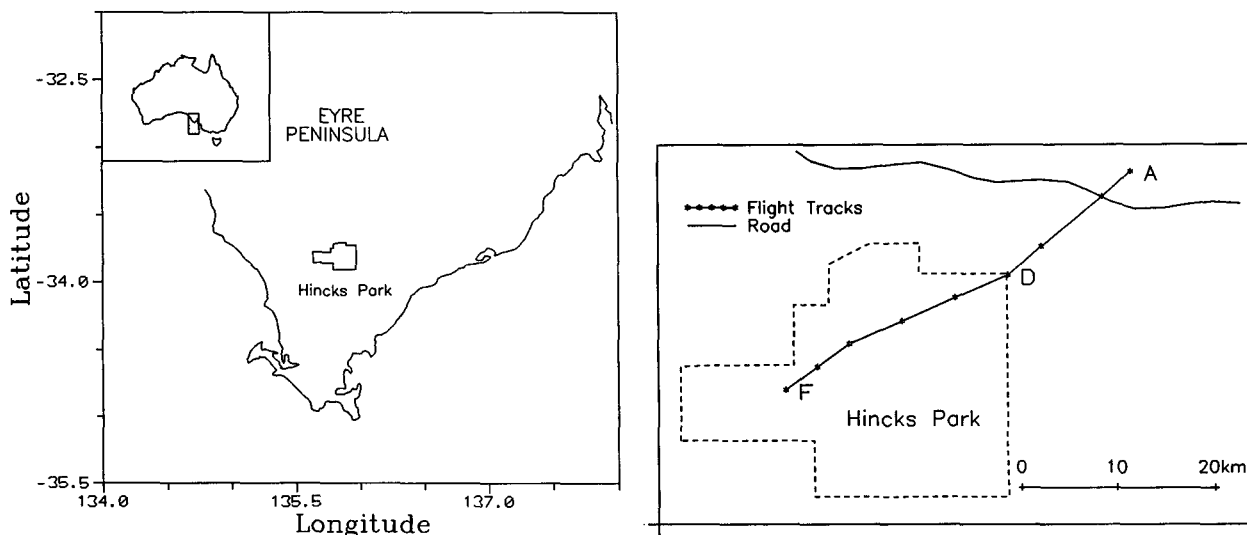 -32.5
EYRE
PENINSULA
Latitude
-34.0
Hincks Park
-35.5
134.0
135.5
137.0
Longitude
A
Flight Tracks
Road
D
F
Hincks Park
0
10
20km